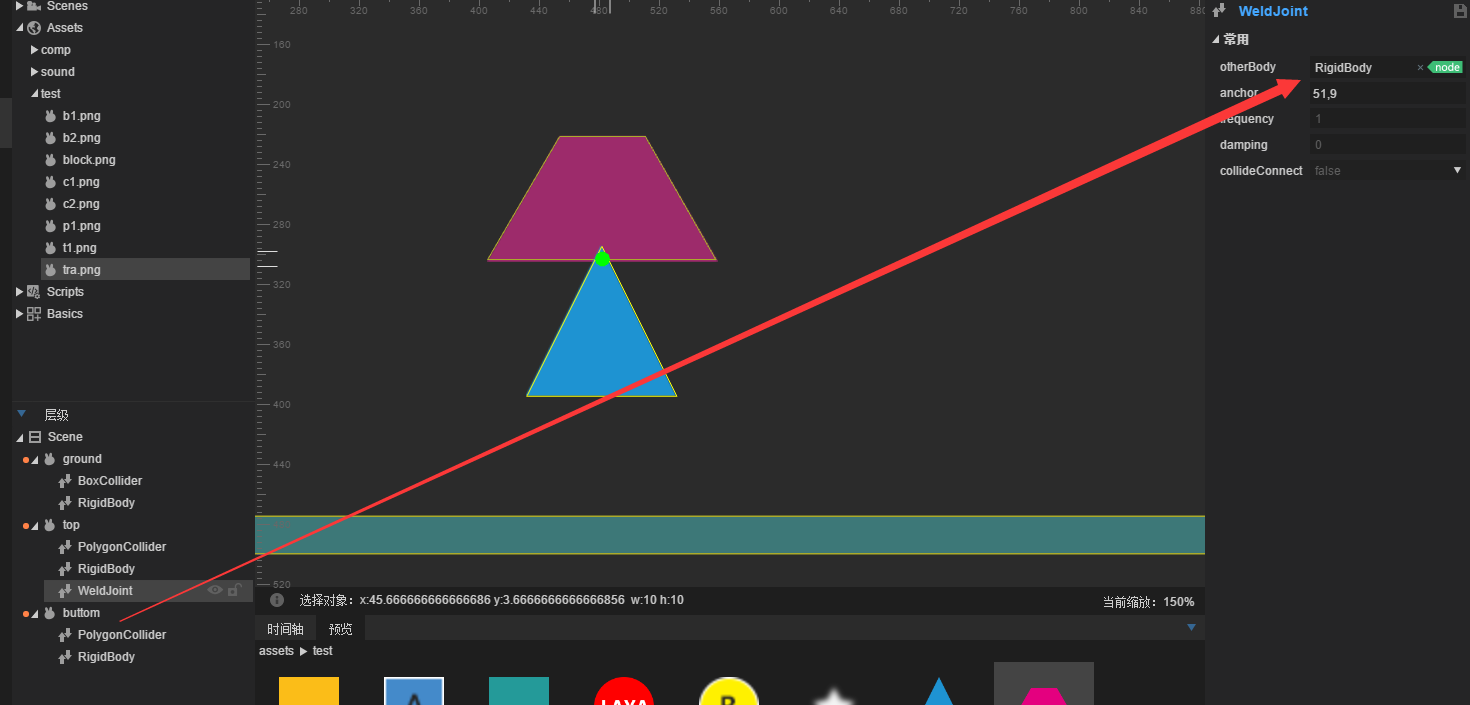 Scenes
Assets
comp
sound
test
b1.png
b2.png
block.png
c1.png
c2.png
p1.png
t1.png
tra.png
Scripts
Basics
层级
Scene
ground
BoxCollider
RigidBody
top
PolygonCollider
RigidBody
WeldJoint
buttom
PolygonCollider
RigidBody
280 320 360 400 440 480 520 560 600 640 680 720 760 800 840 880
160
200
240
280
320
360
400
440
520
选择对象: x:45.666666666666686 y:3.6666666666666856 w:10 h:10
当前缩放: 150%
时间轴 预览
assets test
LAYA
WeldJoint
常用
otherBody RigidBody × node
anchor 51,9
frequency 1
damping 0
collideConnect false